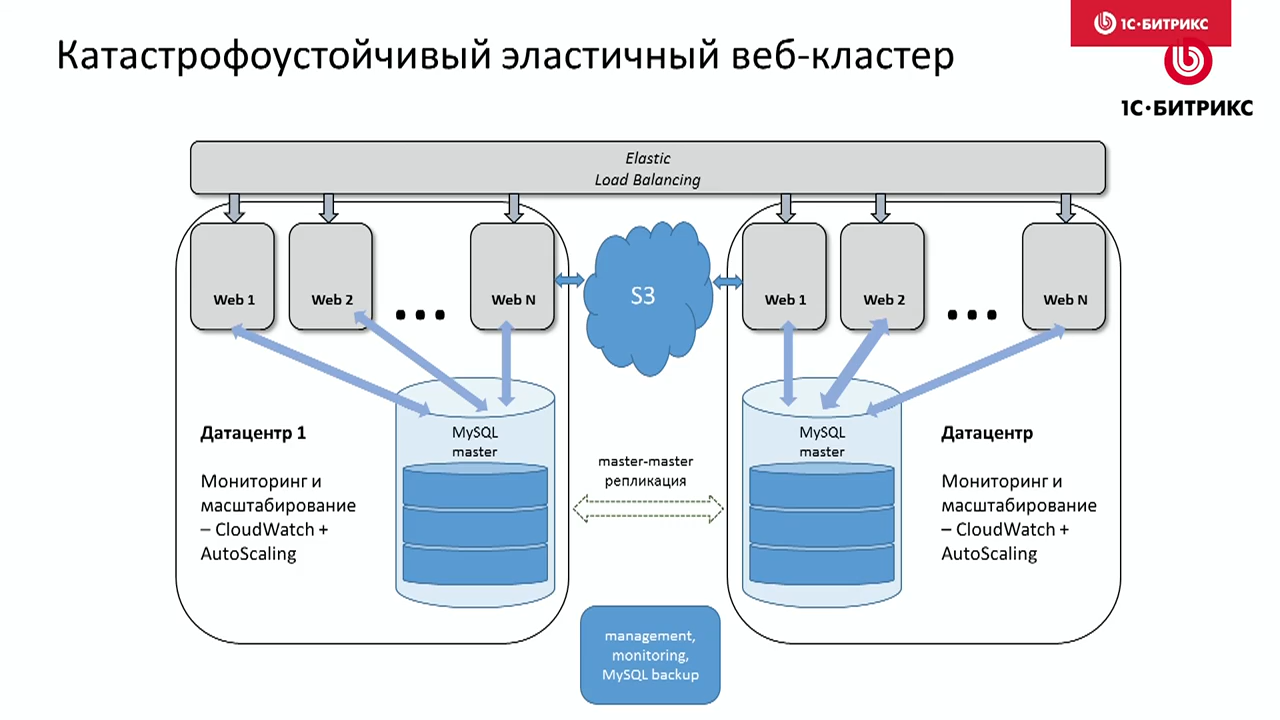 1С·БИТРИКС
Катастрофоустойчивый эластичный веб-кластер
1С·БИТРИКС
Elastic
Load Balancing
Web 1
Web 2
...
Web N
S3
Web 1
Web 2
...
Web N
MySQL
master
MySQL
master
Датацентр 1
Мониторинг и
масштабирование
– CloudWatch +
AutoScaling
master-master
репликация
Датацентр
Мониторинг и
масштабирование
– CloudWatch +
AutoScaling
management,
monitoring,
MySQL backup